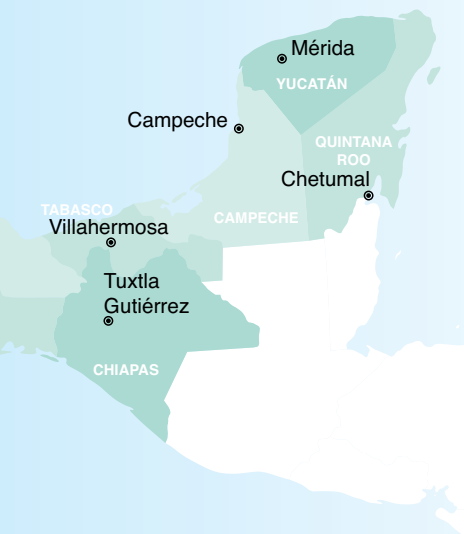 Mérida
YUCATÁN
Campeche
QUINTANA
ROO
Chetumal
TABASCO
CAMPECHE
Villahermosa
Tuxtla
Gutiérrez
CHIAPAS